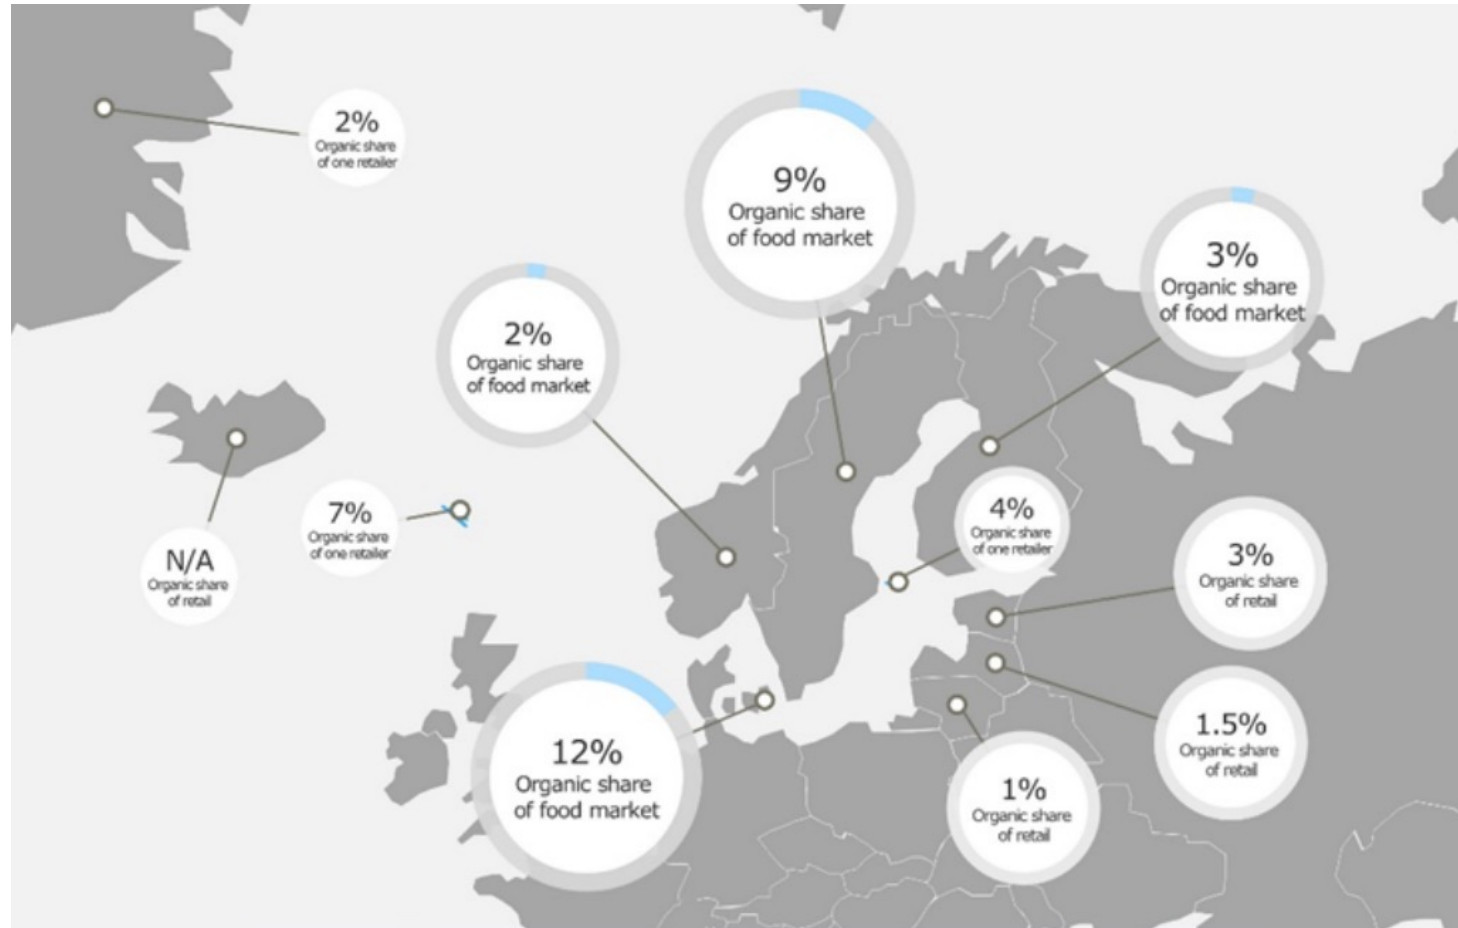 2%
Organic share
of one retailer
9%
Organic share
of food market
3%
Organic share
of food market
2%
Organic share
of food market
7%
Organic share
of one retailer
4%
Organic share
of one retailer
N/A
Organic share
of retail
3%
Organic share
of retail
12%
Organic share
of food market
1.5%
Organic share
of retail
1%
Organic share
of retail